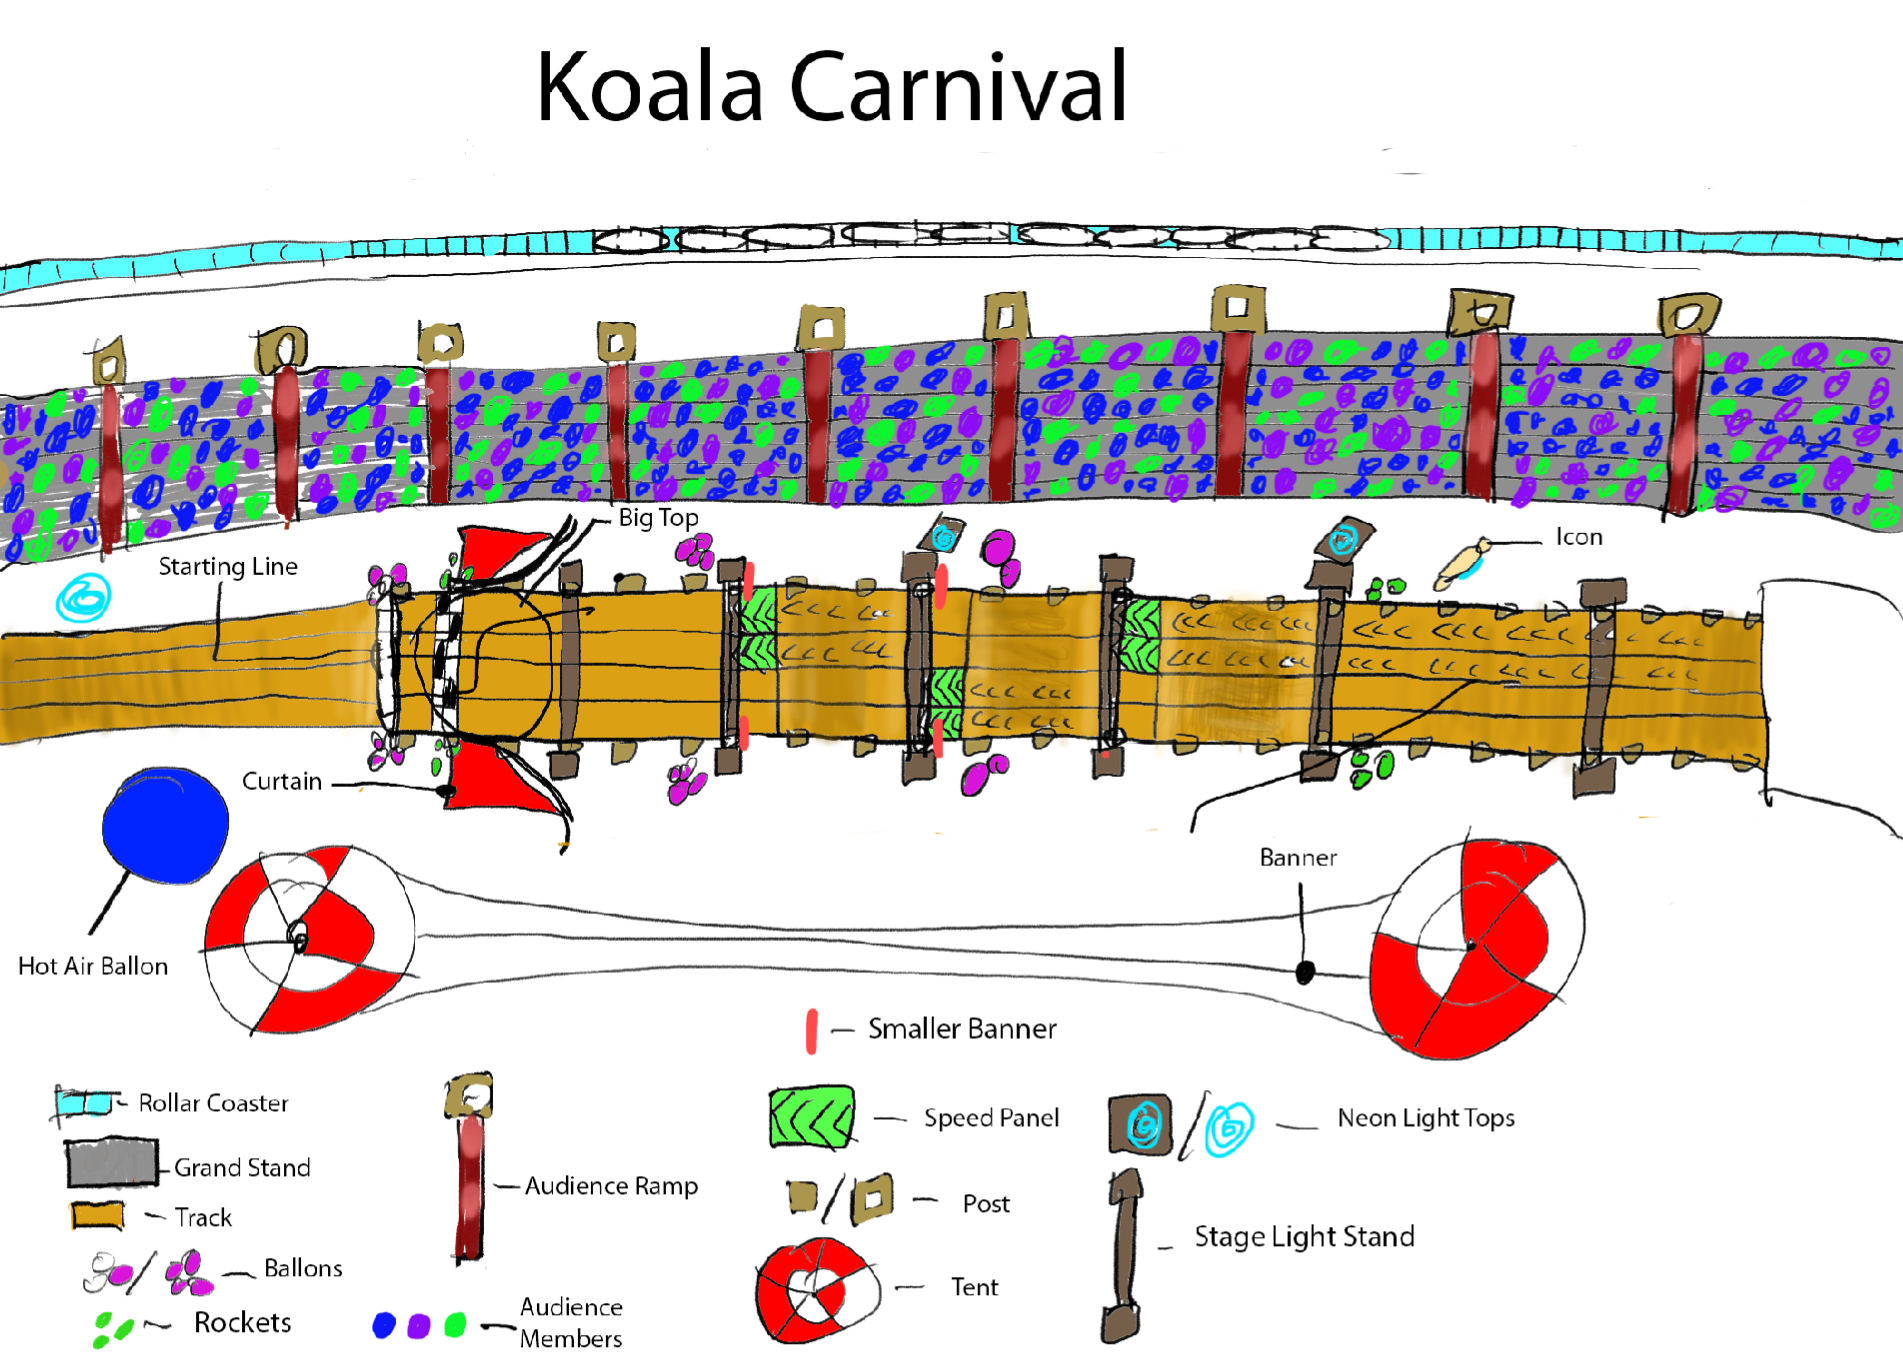 Koala Carnival
Big Top
Starting Line
Icon
Curtain
Banner
Hot Air Ballon
Smaller Banner
Rollar Coaster
Grand Stand
Track
Ballons
Rockets
Audience Ramp
Audience
Members
Speed Panel
Post
Tent
Neon Light Tops
Stage Light Stand